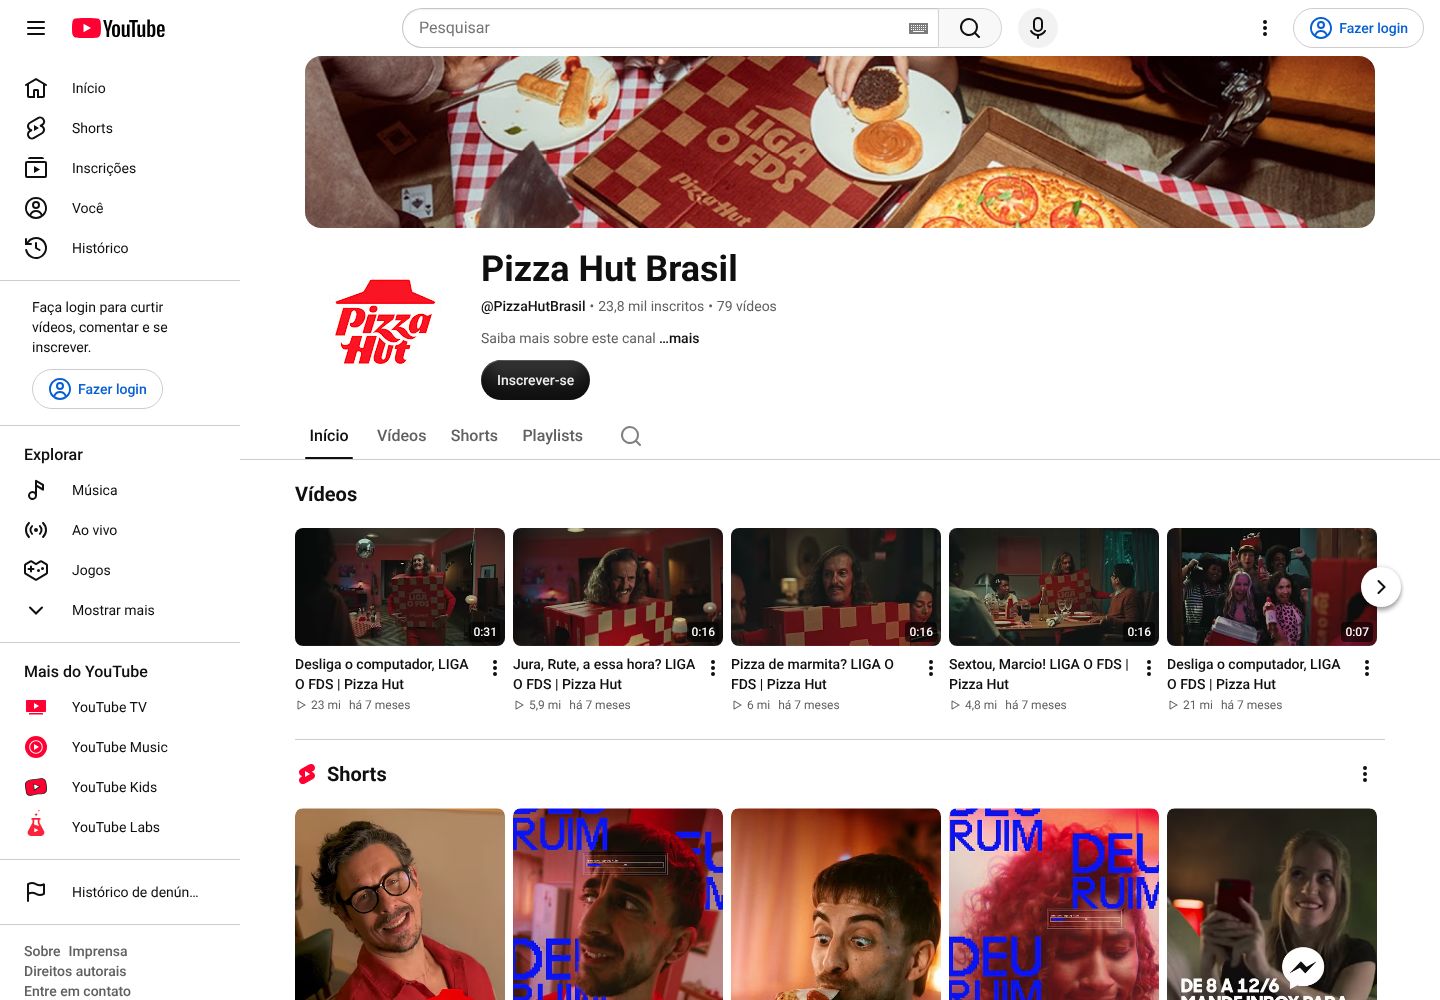 YouTube
Pesquisar
Fazer login
Início
Shorts
Inscrições
Você
Histórico
Faça login para curtir
vídeos, comentar e se
inscrever.
Fazer login
Explorar
Música
Ao vivo
Jogos
Mostrar mais
Mais do YouTube
YouTube TV
YouTube Music
YouTube Kids
YouTube Labs
Histórico de denún...
Sobre Imprensa
Direitos autorais
Entre em contato
LIGA
O FDS
Pizza Hut
Pizza
Hut
Pizza Hut Brasil
@PizzaHutBrasil • 23,8 mil inscritos • 79 vídeos
Saiba mais sobre este canal ...mais
Inscrever-se
Início Vídeos Shorts Playlists
Vídeos
LIGA
O FDS
0:31
0:16
0:16
0:16
0:07
Desliga o computador, LIGA
O FDS | Pizza Hut
23 mi há 7 meses
Jura, Rute, a essa hora? LIGA
O FDS | Pizza Hut
5,9 mi há 7 meses
Pizza de marmita? LIGA O
FDS | Pizza Hut
6 mi há 7 meses
Sextou, Marcio! LIGA O FDS |
Pizza Hut
4,8 mi há 7 meses
Desliga o computador, LIGA
O FDS | Pizza Hut
21 mi há 7 meses
Shorts
DEU
RUIM
DEU
DEU
RUIM
DEU
RUIM
DEU
DE 8 A 12/6
MANDE INBOX PARA